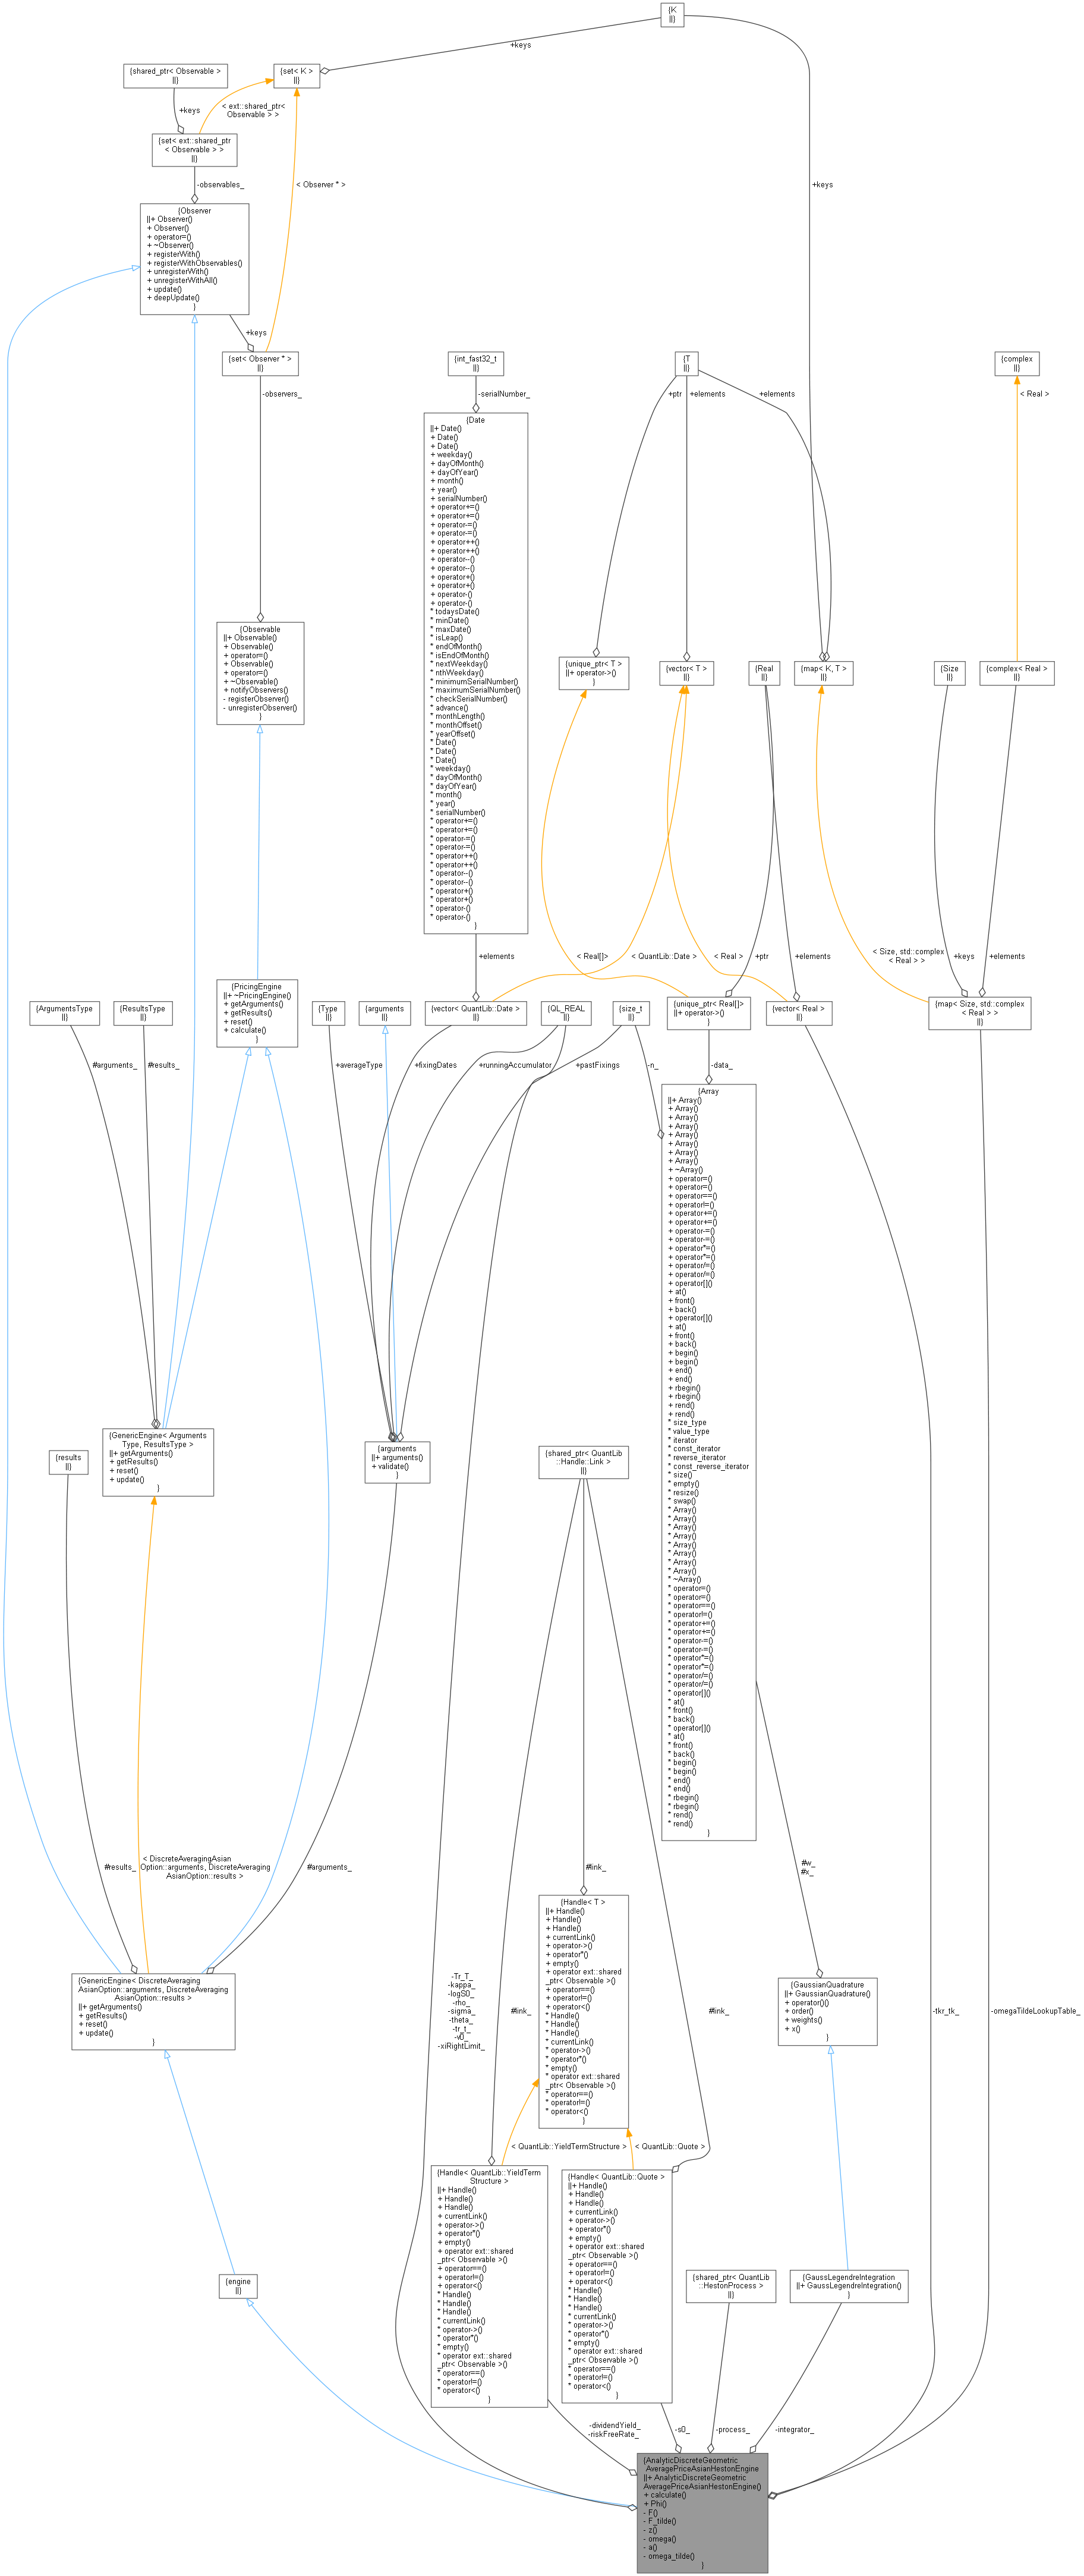 {K
||}
+keys
{shared_ptr< Observable >
||}
{set< K >
||}
+keys
< ext::shared_ptr<
Observable > >
{set< ext::shared_ptr
< Observable > >
||}
+keys
-observables_
< Observer * >
{Observer
||+ Observer()
+ Observer()
+ operator=()
+ ~Observer()
+ registerWith()
+ registerWithObservables()
+ unregisterWith()
+ unregisterWithAll()
+ update()
+ deepUpdate()
}
+keys
{set< Observer * >
||}
{int_fast32_t
||}
{T
||}
{complex
||}
-observers_
-serialNumber_
+ptr
+elements
+elements
< Real >
{Date
||+ Date()
+ Date()
+ Date()
+ weekday()
+ dayOfMonth()
+ dayOfYear()
+ month()
+ year()
+ serialNumber()
+ operator+=()
+ operator+=()
+ operator-=()
+ operator-=()
+ operator++()
+ operator++()
+ operator--()
+ operator--()
+ operator+()
+ operator+()
+ operator-()
+ operator-()
* todaysDate()
* minDate()
* maxDate()
* isLeap()
* endOfMonth()
* isEndOfMonth()
* nextWeekday()
* nthWeekday()
* minimumSerialNumber()
* maximumSerialNumber()
* checkSerialNumber()
* advance()
* monthLength()
* monthOffset()
* yearOffset()
* Date()
* Date()
* Date()
* weekday()
* dayOfMonth()
* dayOfYear()
* month()
* year()
* serialNumber()
* operator+=()
* operator+=()
* operator-=()
* operator-=()
* operator++()
* operator++()
* operator--()
* operator--()
* operator+()
* operator+()
* operator-()
* operator-()
}
{Observable
||+ Observable()
+ Observable()
+ operator=()
+ Observable()
+ operator=()
+ ~Observable()
+ notifyObservers()
- registerObserver()
- unregisterObserver()
}
{unique_ptr< T >
||+ operator->()
}
{vector< T >
||}
{Real
||}
{map< K, T >
||}
{Size
||}
{complex< Real >
||}
+elements
< Real[]>
< QuantLib::Date >
< Real >
+ptr
+elements
< Size, std::complex
< Real > >
+keys
+elements
{PricingEngine
||+ ~PricingEngine()
+ getArguments()
+ getResults()
+ reset()
+ calculate()
}
{ArgumentsType
||}
{ResultsType
||}
{Type
||}
{arguments
||}
{vector< QuantLib::Date >
||}
{QL_REAL
||}
{size_t
||}
{unique_ptr< Real[]>
||+ operator->()
}
{vector< Real >
||}
{map< Size, std::complex
< Real > >
||}
#arguments_
#results_
+averageType
+fixingDates
+runningAccumulator
+pastFixings
-n_
-data_
{Array
||+ Array()
+ Array()
+ Array()
+ Array()
+ Array()
+ Array()
+ Array()
+ Array()
+ ~Array()
+ operator=()
+ operator=()
+ operator==()
+ operator!=()
+ operator+=()
+ operator+=()
+ operator-=()
+ operator-=()
+ operator*=()
+ operator*=()
+ operator/=()
+ operator/=()
+ operator[]()
+ at()
+ front()
+ back()
+ operator[]()
+ at()
+ front()
+ back()
+ begin()
+ begin()
+ end()
+ end()
+ rbegin()
+ rbegin()
+ rend()
+ rend()
* size_type
* value_type
* iterator
* const_iterator
* reverse_iterator
* const_reverse_iterator
* size()
* empty()
* resize()
* swap()
* Array()
* Array()
* Array()
* Array()
* Array()
* Array()
* Array()
* Array()
* ~Array()
* operator=()
* operator=()
* operator==()
* operator!=()
* operator+=()
* operator+=()
* operator-=()
* operator-=()
* operator*=()
* operator*=()
* operator/=()
* operator/=()
* operator[]()
* at()
* front()
* back()
* operator[]()
* at()
* front()
* back()
* begin()
* begin()
* end()
* end()
* rbegin()
* rbegin()
* rend()
* rend()
}
{GenericEngine< Arguments
Type, ResultsType >
||+ getArguments()
+ getResults()
+ reset()
+ update()
}
{results
||}
{arguments
||+ arguments()
+ validate()
}
{shared_ptr< QuantLib
::Handle::Link >
||}
#results_
< DiscreteAveragingAsian
Option::arguments, DiscreteAveraging
AsianOption::results >
#arguments_
#link_
#w_
#x_
{Handle< T >
||+ Handle()
+ Handle()
+ Handle()
+ currentLink()
+ operator->()
+ operator*()
+ empty()
+ operator ext::shared
_ptr< Observable >()
+ operator==()
+ operator!=()
+ operator<()
* Handle()
* Handle()
* Handle()
* currentLink()
* operator->()
* operator*()
* empty()
* operator ext::shared
_ptr< Observable >()
* operator==()
* operator!=()
* operator<()
}
{GenericEngine< DiscreteAveraging
AsianOption::arguments, DiscreteAveraging
AsianOption::results >
||+ getArguments()
+ getResults()
+ reset()
+ update()
}
-Tr_T_
-kappa_
-logS0_
-rho_
-sigma_
-theta_
-tr_t_
-v0_
-xiRightLimit_
#link_
#link_
{GaussianQuadrature
||+ GaussianQuadrature()
+ operator()()
+ order()
+ weights()
+ x()
}
-tkr_tk_
-omegaTildeLookupTable_
< QuantLib::YieldTermStructure >
< QuantLib::Quote >
{Handle< QuantLib::YieldTerm
Structure >
||+ Handle()
+ Handle()
+ Handle()
+ currentLink()
+ operator->()
+ operator*()
+ empty()
+ operator ext::shared
_ptr< Observable >()
+ operator==()
+ operator!=()
+ operator<()
* Handle()
* Handle()
* Handle()
* currentLink()
* operator->()
* operator*()
* empty()
* operator ext::shared
_ptr< Observable >()
* operator==()
* operator!=()
* operator<()
}
{Handle< QuantLib::Quote >
||+ Handle()
+ Handle()
+ Handle()
+ currentLink()
+ operator->()
+ operator*()
+ empty()
+ operator ext::shared
_ptr< Observable >()
+ operator==()
+ operator!=()
+ operator<()
* Handle()
* Handle()
* Handle()
* currentLink()
* operator->()
* operator*()
* empty()
* operator ext::shared
_ptr< Observable >()
* operator==()
* operator!=()
* operator<()
}
{engine
||}
{shared_ptr< QuantLib
::HestonProcess >
||}
{GaussLegendreIntegration
||+ GaussLegendreIntegration()
}
-dividendYield_
-riskFreeRate_
-s0_
-process_
-integrator_
{AnalyticDiscreteGeometric
AveragePriceAsianHestonEngine
||+ AnalyticDiscreteGeometric
AveragePriceAsianHestonEngine()
+ calculate()
+ Phi()
- F()
- F_tilde()
- z()
- omega()
- a()
- omega_tilde()
}